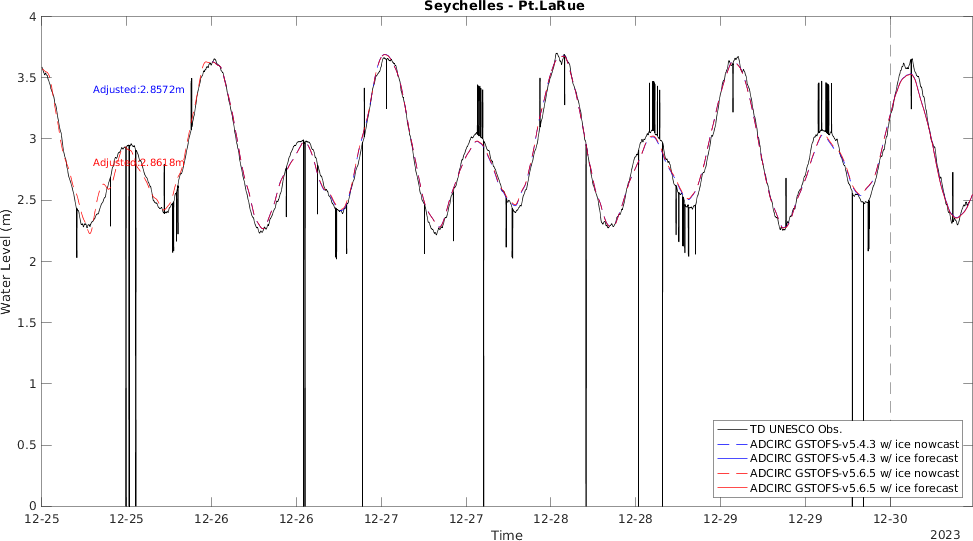 Seychelles - Pt.LaRue
4
3.5
3
2.5
2
1.5
1
0.5
0
Water Level (m)
Adjusted:2.8572m
Adjusted:2.8618m
TD UNESCO Obs.
ADCIRC GSTOFS-v5.4.3 w/ ice nowcast
ADCIRC GSTOFS-v5.4.3 w/ ice forecast
ADCIRC GSTOFS-v5.6.5 w/ ice nowcast
ADCIRC GSTOFS-v5.6.5 w/ ice forecast
12-25 12-25 12-26 12-26 12-27 12-27 12-28 12-28 12-29 12-29 12-30
Time
2023